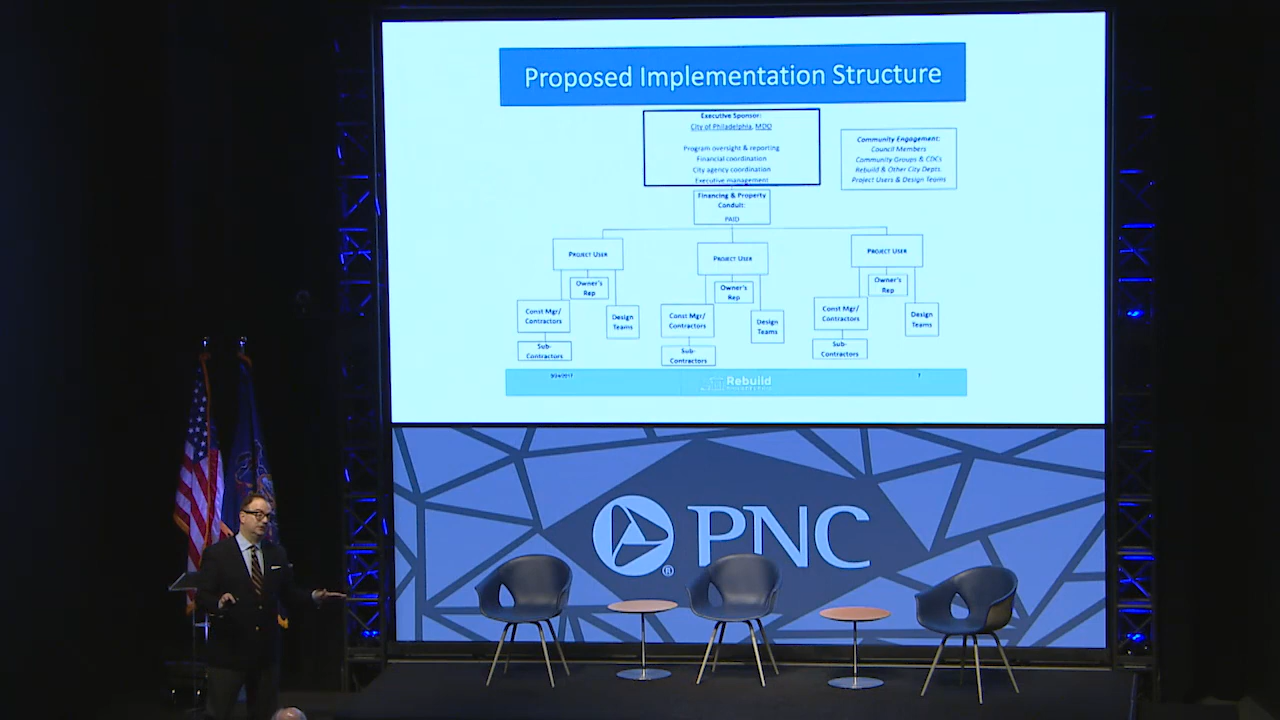 Proposed Implementation Structure
Executive Sponsor:
City of Philadelphia, MDO
Program oversight & reporting
Financial coordination
City agency coordination
Executive management
Community Engagement:
Council Members
Community Groups & CDCs
Rebuild & Other City Depts.
Project Users & Design Teams
Financing & Property
Conduit:
PAID
PROJECT USER
Owner's
Rep
Const Mgr/
Contractors
Design
Teams
Sub-
Contractors
PROJECT USER
Owner's
Rep
Const Mgr/
Contractors
Design
Teams
Sub-
Contractors
PROJECT USER
Owner's
Rep
Const Mgr/
Contractors
Design
Teams
Sub-
Contractors
Rebuild
7
PNC
®